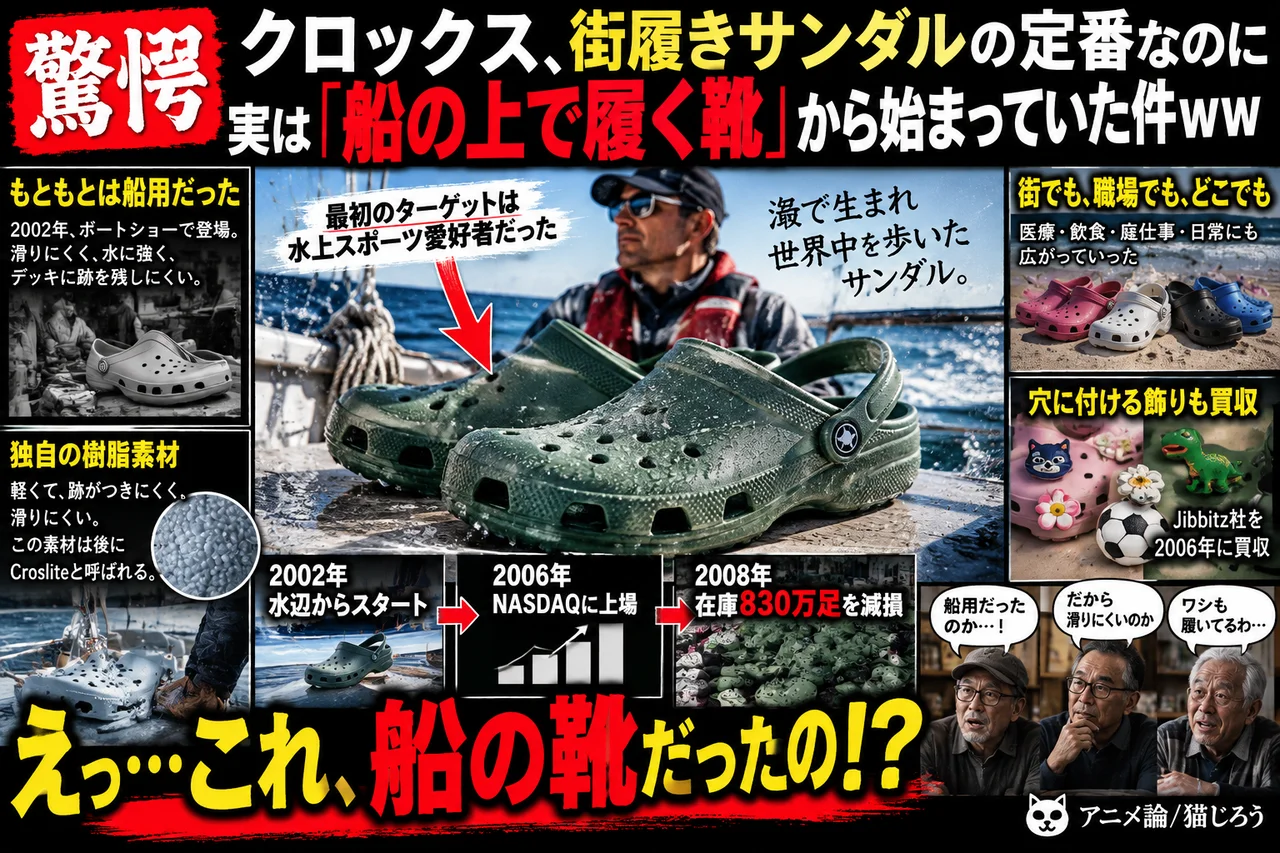 驚愕
クロックス、街履きサンダルの定番なのに
実は「船の上で履く靴」から始まっていた件ww
もともとは船用だった
2002年、ボートショーで登場。
滑りにくく、水に強く、
デッキに跡を残しにくい。
独自の樹脂素材
軽くて、跡がつきにくく。
滑りにくい。
この素材は後に
Crosliteと呼ばれる。
最初のターゲットは
水上スポーツ愛好者だった
で生まれ
世界中を歩いた
サンダル。
街でも、職場でも、どこでも
医療・飲食・庭仕事・日常にも
広がっていった
穴に付ける飾りも買収
Jibbitz社を
2006年に買収
2002年
水辺からスタート
2006年
NASDAQに上場
2008年
在庫830万足を減損
船用だった
のか…！
だから
滑りにくいのか
ワシも
履いてるわ…
えっ…これ、船の靴だったの!?
アニメ論/猫じろう